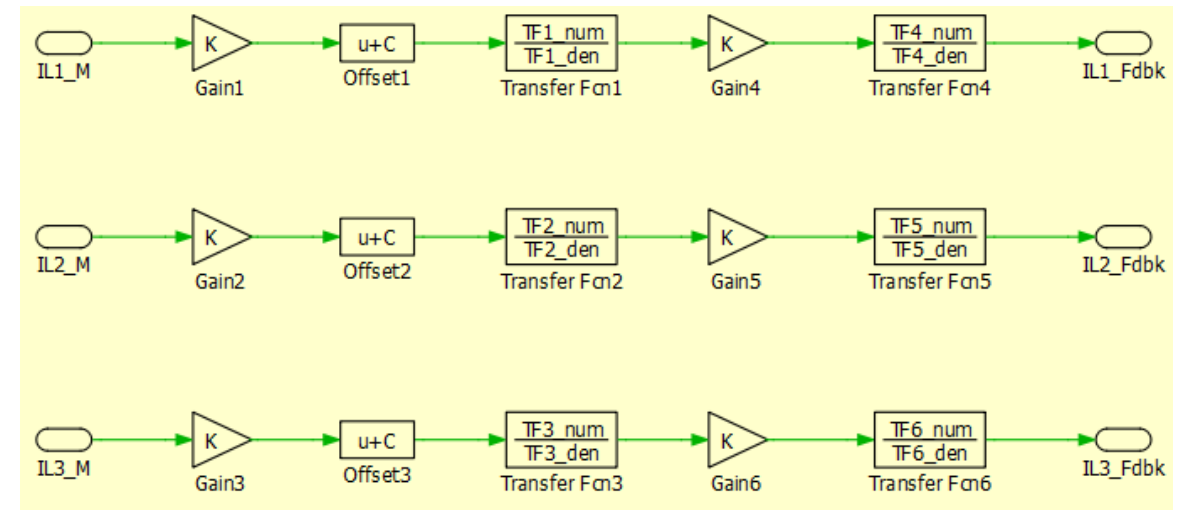 IL1_M
K
Gain1
u+C
Offset1
TF1_num
TF1_den
Transfer Fcn1
K
Gain4
TF4_num
TF4_den
Transfer Fcn4
IL1_Fdbk
IL2_M
K
Gain2
u+C
Offset2
TF2_num
TF2_den
Transfer Fcn2
K
Gain5
TF5_num
TF5_den
Transfer Fcn5
IL2_Fdbk
IL3_M
K
Gain3
u+C
Offset3
TF3_num
TF3_den
Transfer Fcn3
K
Gain6
TF6_num
TF6_den
Transfer Fcn6
IL3_Fdbk